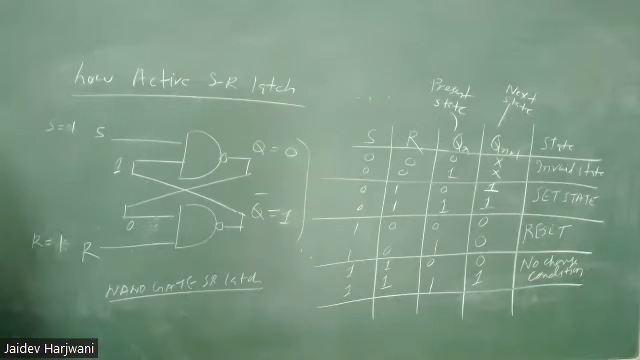 how Active S-R latch
Present state
Next state
S=1 S
Q=0
1
0
Q̄=1
R=1 R
NAND GATE SR latch
S R Qn Qn+1 State
0 0 0 x Invalid state
0 0 1 x
0 1 0 1 SET STATE
0 1 1 1
1 0 0 0 RESET
1 0 1 0
1 1 0 0 No change condition
1 1 1 1
Jaidev Harjwani